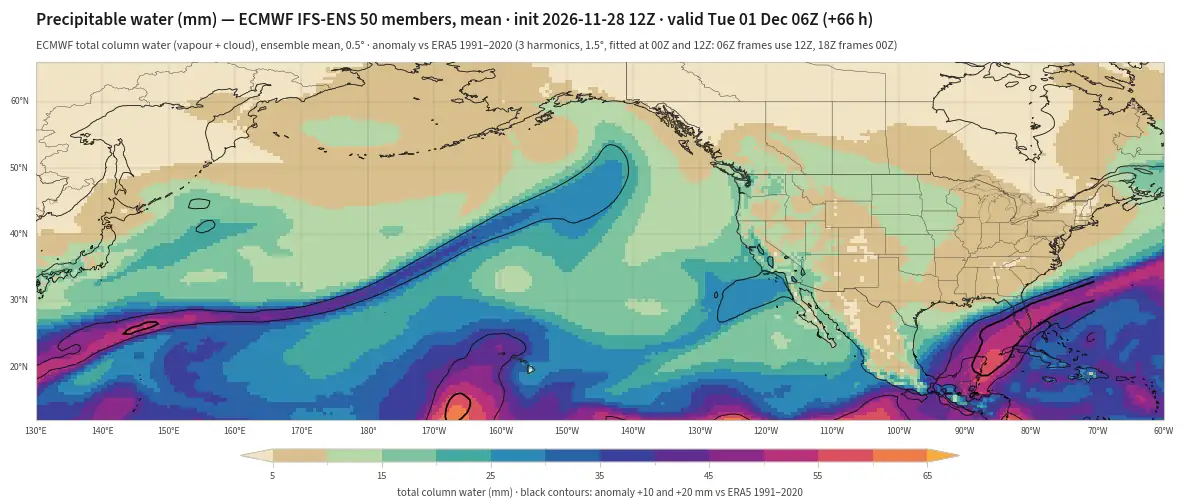 Precipitable water (mm) — ECMWF IFS-ENS 50 members, mean · init 2026-11-28 12Z · valid Tue 01 Dec 06Z (+66 h)
ECMWF total column water (vapour + cloud), ensemble mean, 0.5° · anomaly vs ERA5 1991–2020 (3 harmonics, 1.5°, fitted at 00Z and 12Z: 06Z frames use 12Z, 18Z frames 00Z)
60°N
50°N
40°N
30°N
20°N
130°E 140°E 150°E 160°E 170°E 180° 170°W 160°W 150°W 140°W 130°W 120°W 110°W 100°W 90°W 80°W 70°W 60°W
5 15 25 35 45 55 65
total column water (mm) · black contours: anomaly +10 and +20 mm vs ERA5 1991–2020